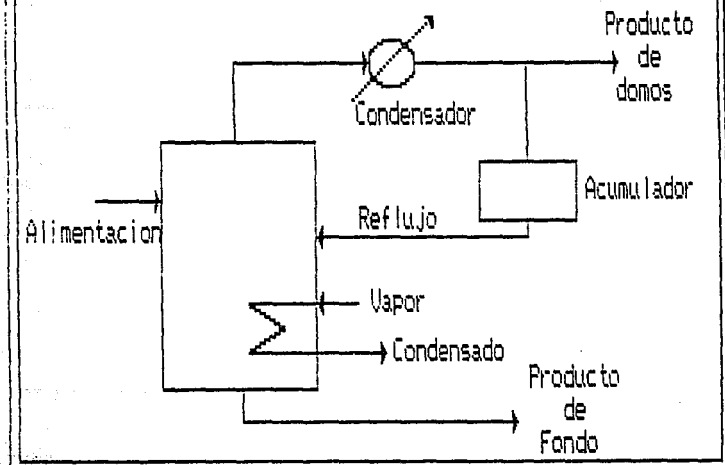 Producto
de
domos
Condensador
Acumulador
Alimentacion
Reflujo
Vapor
Condensado
Producto
de
Fondo